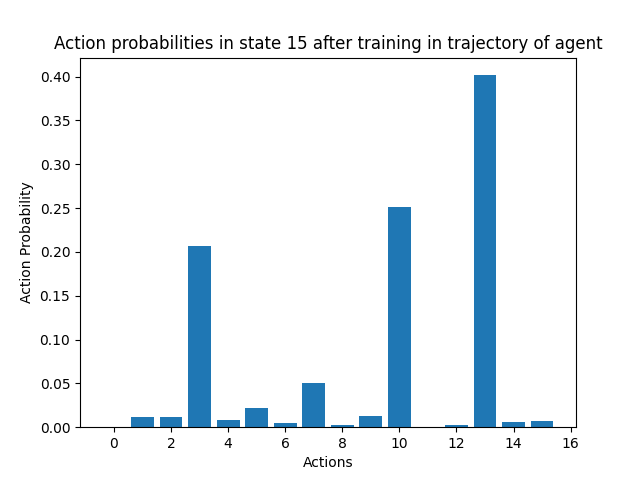 Action probabilities in state 15 after training in trajectory of agent
Action Probability
0.40
0.35
0.30
0.25
0.20
0.15
0.10
0.05
0.00
0 2 4 6 8 10 12 14 16
Actions